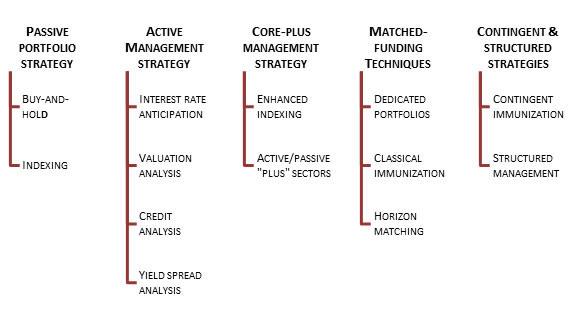 PASSIVE
PORTFOLIO
STRATEGY
BUY-AND-
HOLD
INDEXING
ACTIVE
MANAGEMENT
STRATEGY
INTEREST RATE
ANTICIPATION
VALUATION
ANALYSIS
CREDIT
ANALYSIS
YIELD SPREAD
ANALYSIS
CORE-PLUS
MANAGEMENT
STRATEGY
ENHANCED
INDEXING
ACTIVE/PASSIVE
"PLUS" SECTORS
MATCHED-
FUNDING
TECHNIQUES
DEDICATED
PORTFOLIOS
CLASSICAL
IMMUNIZATION
HORIZON
MATCHING
CONTINGENT &
STRUCTURED
STRATEGIES
CONTINGENT
IMMUNIZATION
STRUCTURED
MANAGEMENT